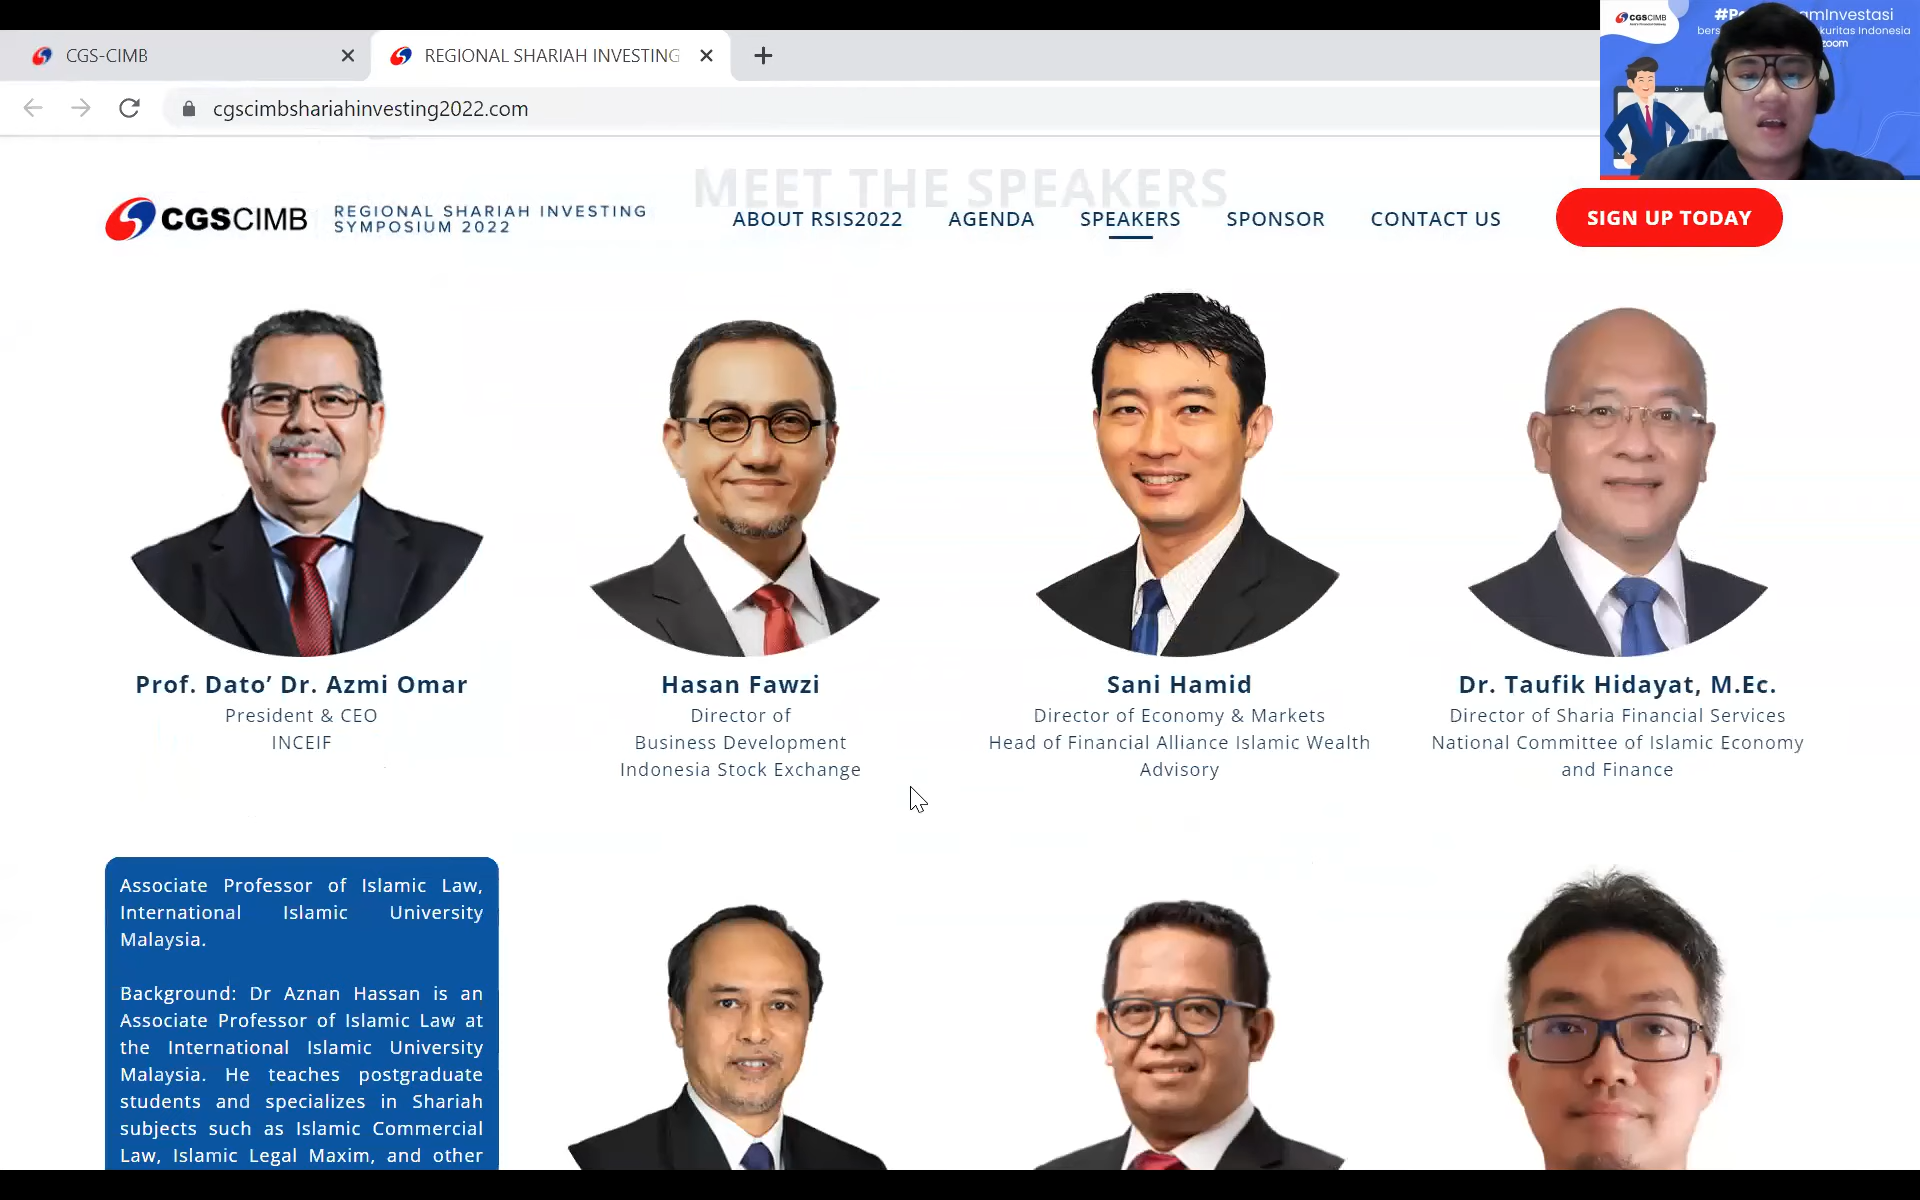 CGS-CIMB
REGIONAL SHARIAH INVESTING
cgscimbshariahinvesting2022.com
CGSCIMB
amInvestasi
bers
kuritas Indonesia
zoom
MEET THE SPEAKERS
CGSCIMB
REGIONAL SHARIAH INVESTING
SYMPOSIUM 2022
ABOUT RSIS2022
AGENDA
SPEAKERS
SPONSOR
CONTACT US
SIGN UP TODAY
Prof. Dato’ Dr. Azmi Omar
President & CEO
INCEIF
Hasan Fawzi
Director of
Business Development
Indonesia Stock Exchange
Sani Hamid
Director of Economy & Markets
Head of Financial Alliance Islamic Wealth
Advisory
Dr. Taufik Hidayat, M.Ec.
Director of Sharia Financial Services
National Committee of Islamic Economy
and Finance
Associate Professor of Islamic Law,
International Islamic University
Malaysia.
Background: Dr Aznan Hassan is an
Associate Professor of Islamic Law at
the International Islamic University
Malaysia. He teaches postgraduate
students and specializes in Shariah
subjects such as Islamic Commercial
Law, Islamic Legal Maxim, and other